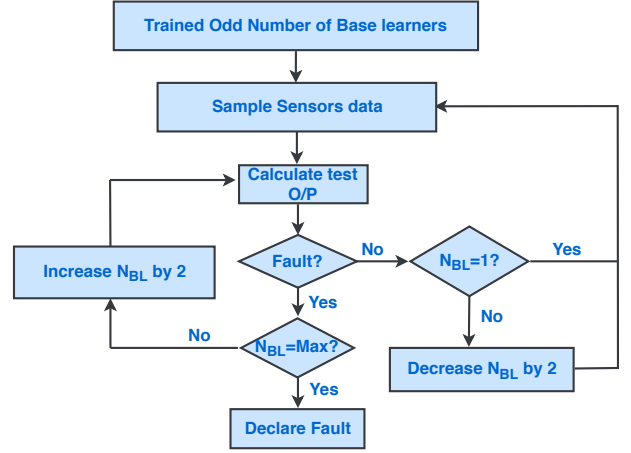 Trained Odd Number of Base learners
Sample Sensors data
Calculate test
O/P
Fault?
No
N_BL=1?
Yes
Increase N_BL by 2
Yes
No
No
N_BL=Max?
Decrease N_BL by 2
Yes
Declare Fault